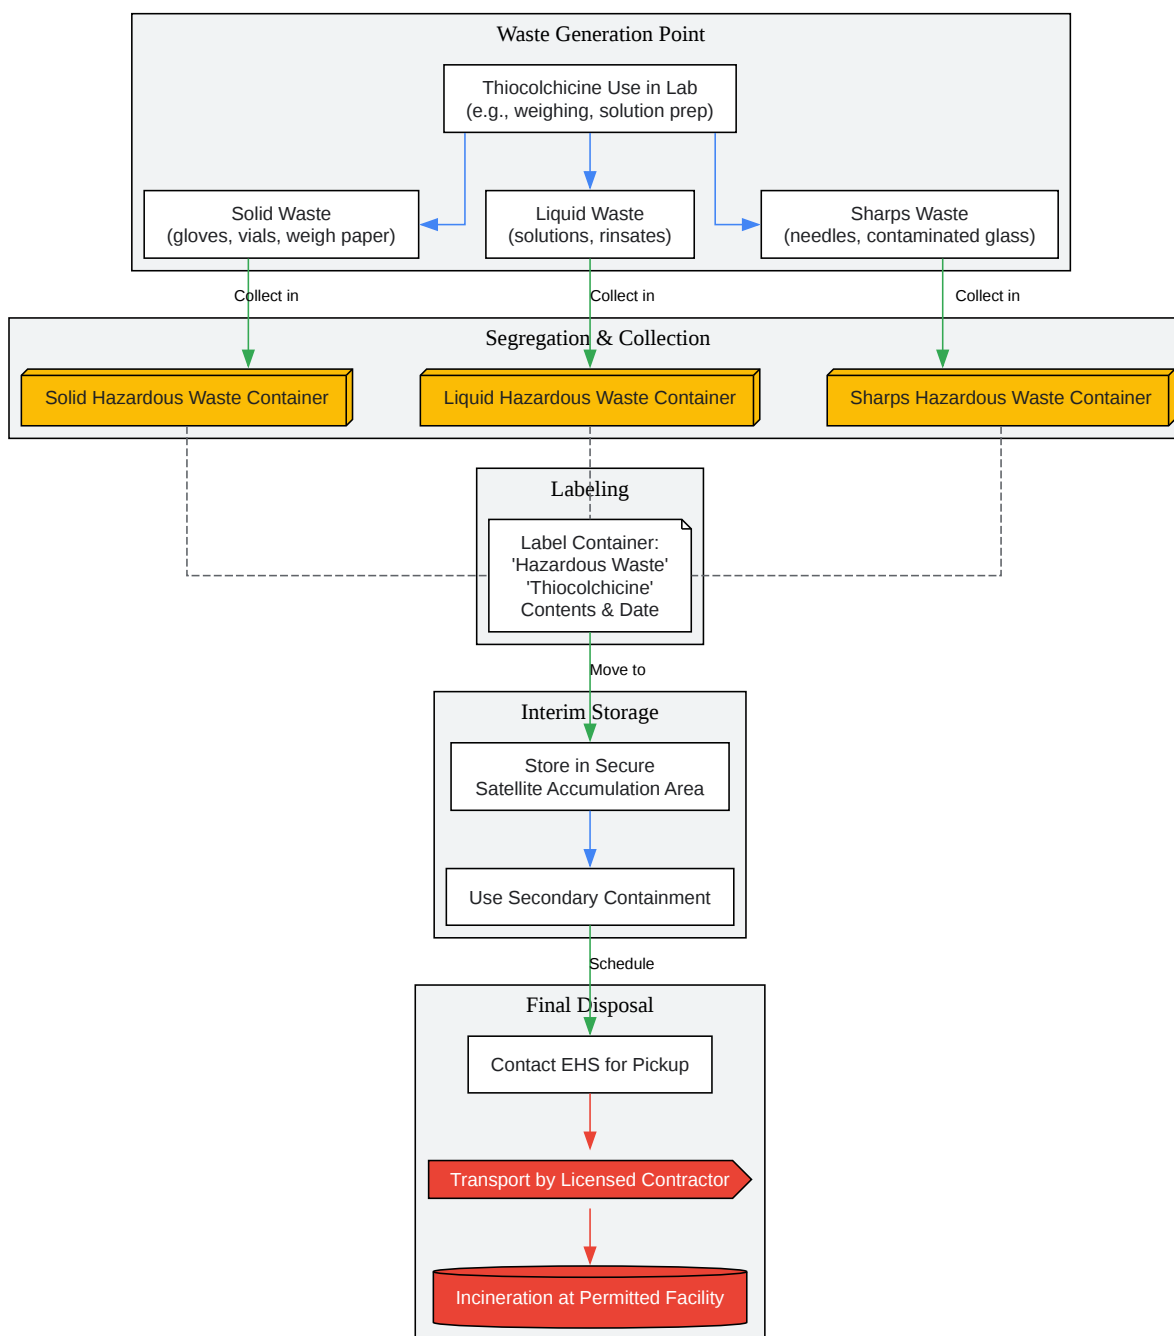 Waste Generation Point
Thiocolchicine Use in Lab
(e.g., weighing, solution prep)
Solid Waste
(gloves, vials, weigh paper)
Liquid Waste
(solutions, rinsates)
Sharps Waste
(needles, contaminated glass)
Collect in
Collect in
Collect in
Segregation & Collection
Solid Hazardous Waste Container
Liquid Hazardous Waste Container
Sharps Hazardous Waste Container
Labeling
Label Container:
'Hazardous Waste'
'Thiocolchicine'
Contents & Date
Move to
Interim Storage
Store in Secure
Satellite Accumulation Area
Use Secondary Containment
Schedule
Final Disposal
Contact EHS for Pickup
Transport by Licensed Contractor
Incineration at Permitted Facility